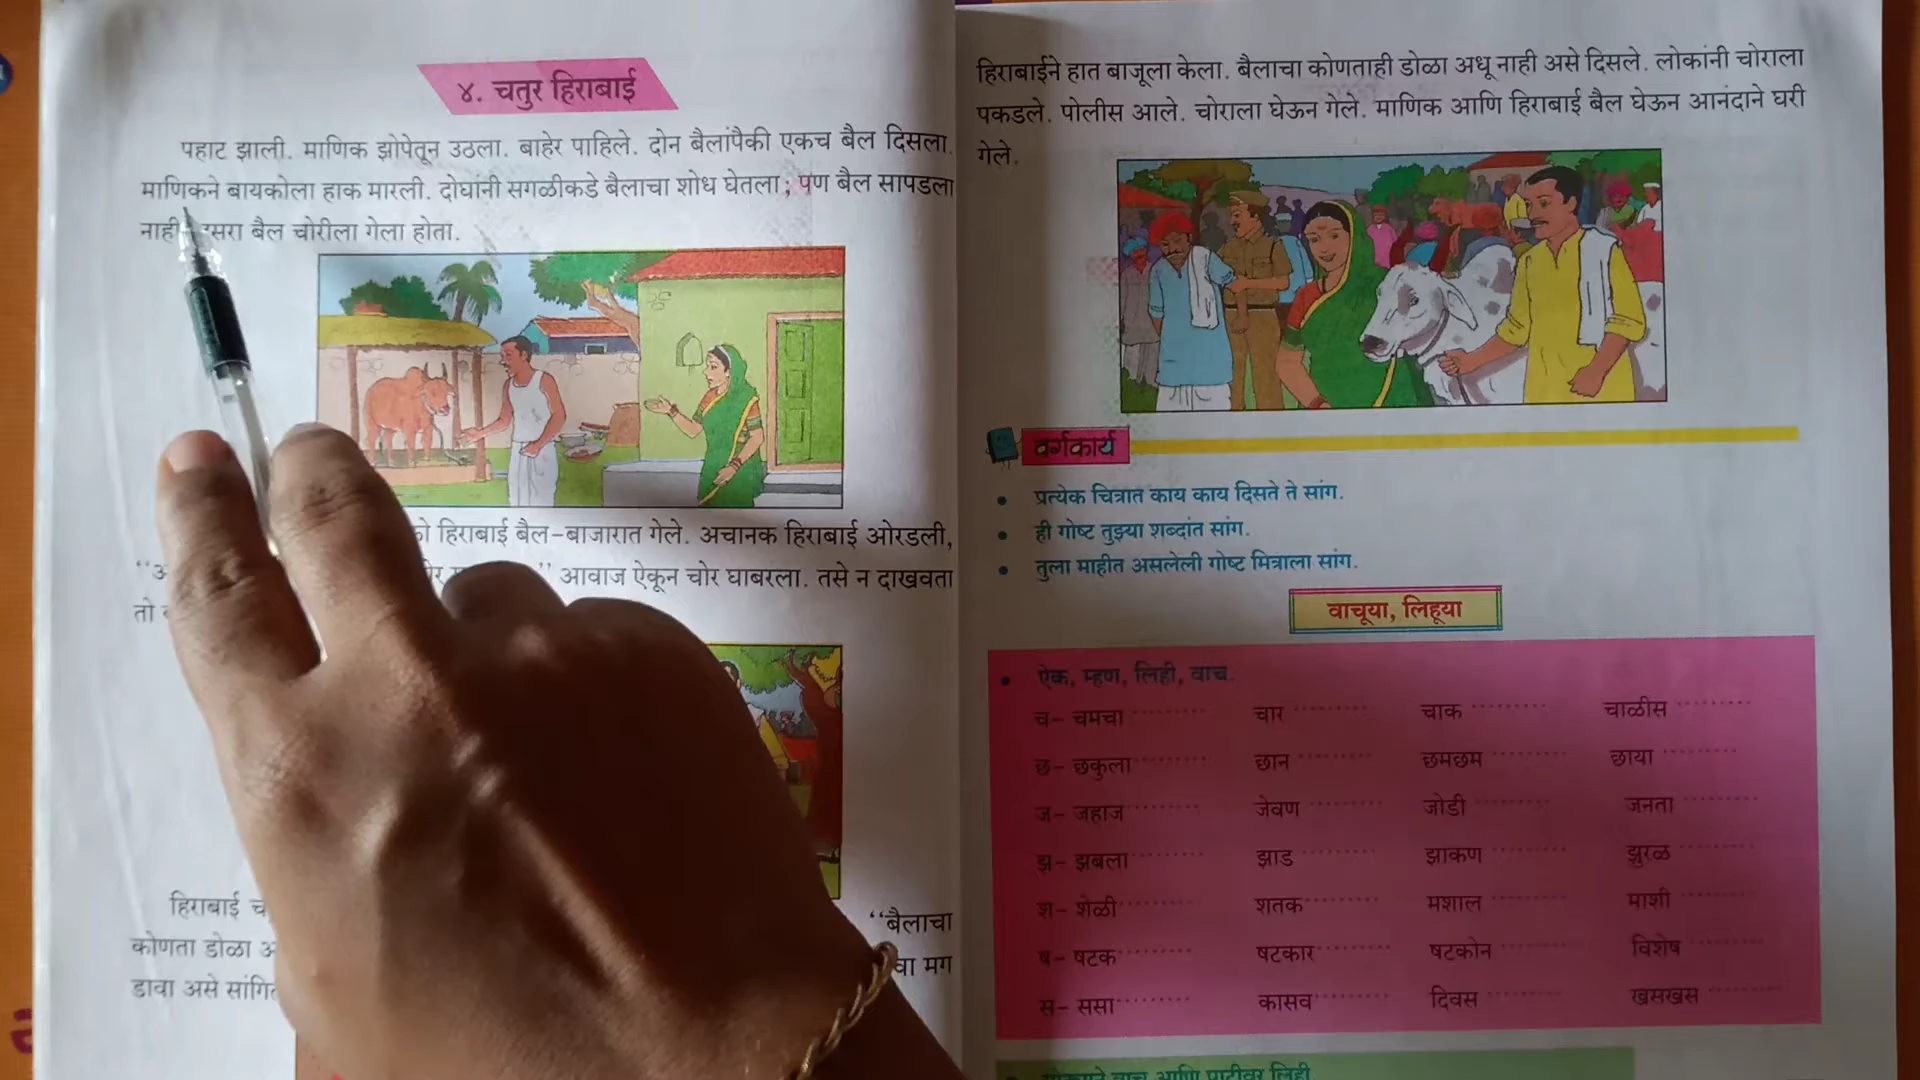 ४. चतुर हिराबाई
पहाट झाली. माणिक झोपेतून उठला. बाहेर पाहिले. दोन बैलांपैकी एकच बैल दिसला.
माणिकने बायकोला हाक मारली. दोघांनी सगळीकडे बैलाचा शोध घेतला; पण बैल सापडला
नाही बैल चोरीला गेला होता.
हिराबाई बैल-बाजारात गेले. अचानक हिराबाई ओरडली,
आवाज ऐकून चोर घाबरला. तसे न दाखवता
तो
हिराबाई
“बैलाचा
कोणता डोळा
मग
डावा असे
हिराबाईने हात बाजूला केला. बैलाचा कोणताही डोळा अधू नाही असे दिसले. लोकांनी चोराला
पकडले. पोलीस आले. चोराला घेऊन गेले. माणिक आणि हिराबाई बैल घेऊन आनंदाने घरी
गेले.
वर्गकार्य
• प्रत्येक चित्रात काय काय दिसते ते सांग.
• ही गोष्ट तुझ्या शब्दांत सांग.
• तुला माहीत असलेली गोष्ट मित्राला सांग.
वाचूया, लिहूया
• ऐक, म्हण, लिही, वाच.
च- चमचा .......... चार .......... चाक .......... चाळीस ..........
छ- छकुला .......... छान .......... छमछम .......... छाया ..........
ज- जहाज .......... जेवण .......... जोडी .......... जनता ..........
झ- झबला .......... झाड .......... झाकण .......... झुरळ ..........
श- शेळी .......... शतक .......... मशाल .......... माशी ..........
ष- षटक .......... षटकार .......... षटकोन .......... विशेष ..........
स- ससा .......... कासव .......... दिवस .......... खसखस ..........
वाच आणि पाटीवर लिही